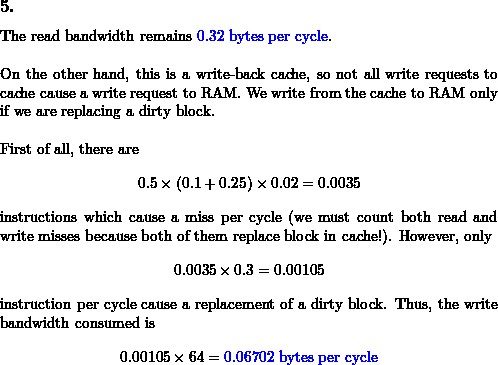 5.
The read bandwidth remains 0.32 bytes per cycle.
On the other hand, this is a write-back cache, so not all write requests to
cache cause a write request to RAM. We write from the cache to RAM only
if we are replacing a dirty block.
First of all, there are
0.5 × (0.1 + 0.25) × 0.02 = 0.0035
instructions which cause a miss per cycle (we must count both read and
write misses because both of them replace block in cache!). However, only
0.0035 × 0.3 = 0.00105
instruction per cycle cause a replacement of a dirty block. Thus, the write
bandwidth consumed is
0.00105 × 64 = 0.06702 bytes per cycle